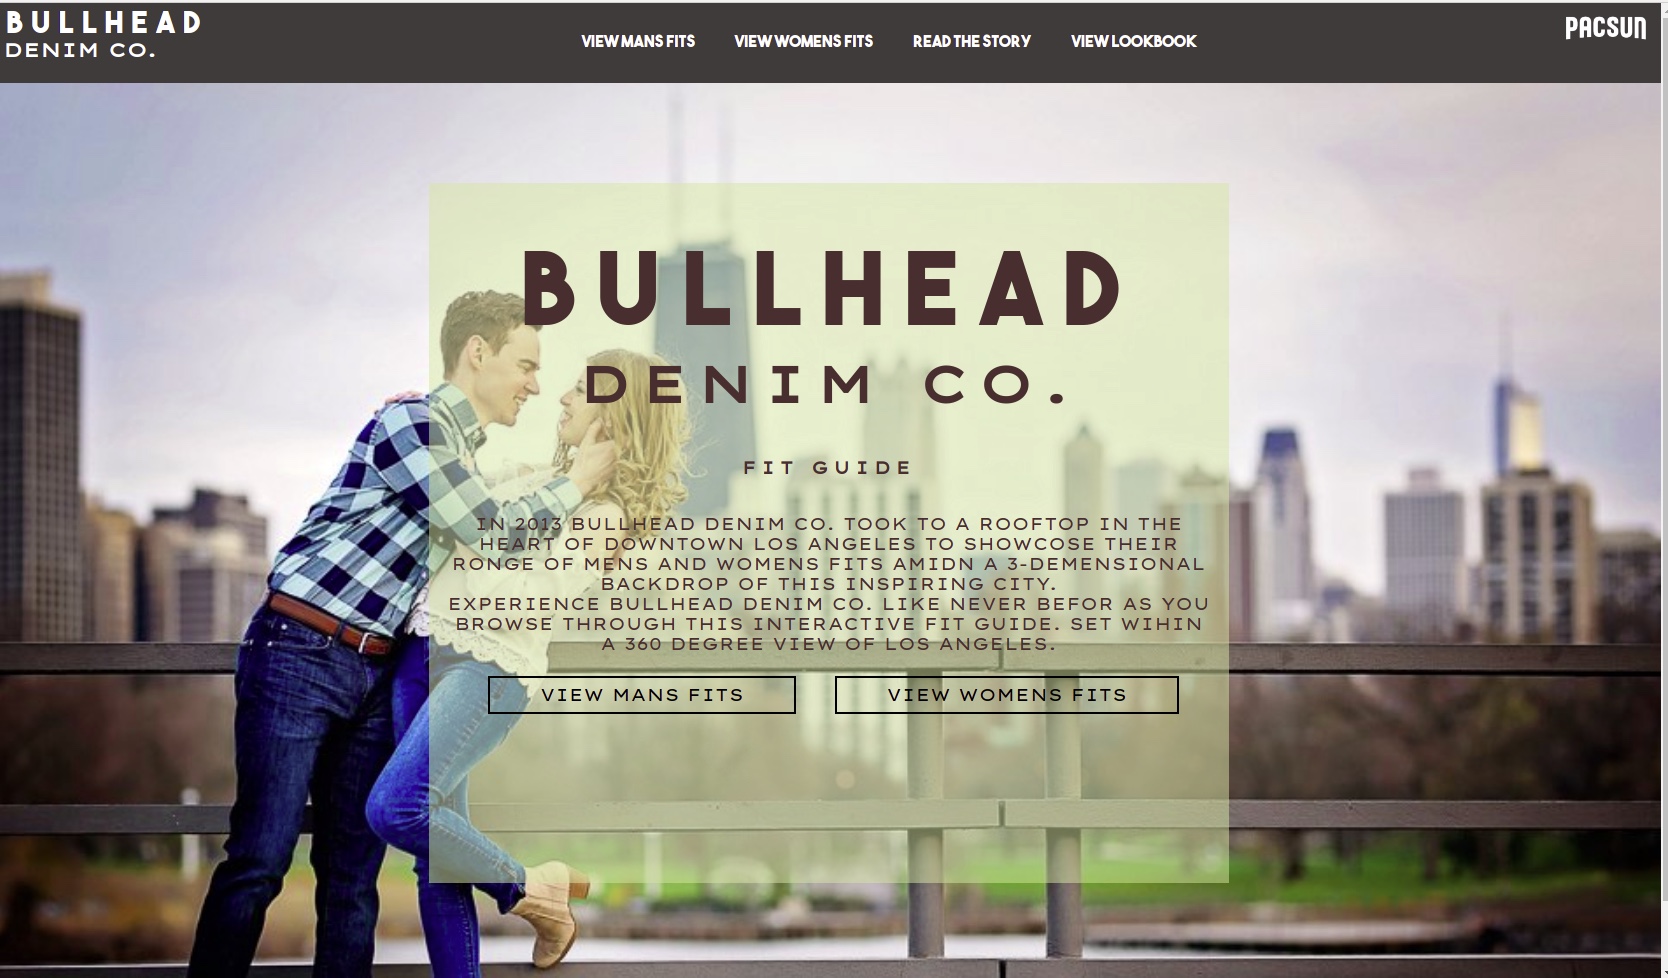 BULLHEAD
DENIM CO.
VIEW MANS FITS
VIEW WOMENS FITS
READ THE STORY
VIEW LOOKBOOK
PACSUN
BULLHEAD
DENIM CO.
FIT GUIDE
IN 2013 BULLHEAD DENIM CO. TOOK TO A ROOFTOP IN THE
HEART OF DOWNTOWN LOS ANGELES TO SHOWCOSE THEIR
RONGE OF MENS AND WOMENS FITS AMIDN A 3-DEMENSIONAL
BACKDROP OF THIS INSPIRING CITY.
EXPERIENCE BULLHEAD DENIM CO. LIKE NEVER BEFOR AS YOU
BROWSE THROUGH THIS INTERACTIVE FIT GUIDE. SET WIHIN
A 360 DEGREE VIEW OF LOS ANGELES.
VIEW MANS FITS
VIEW WOMENS FITS